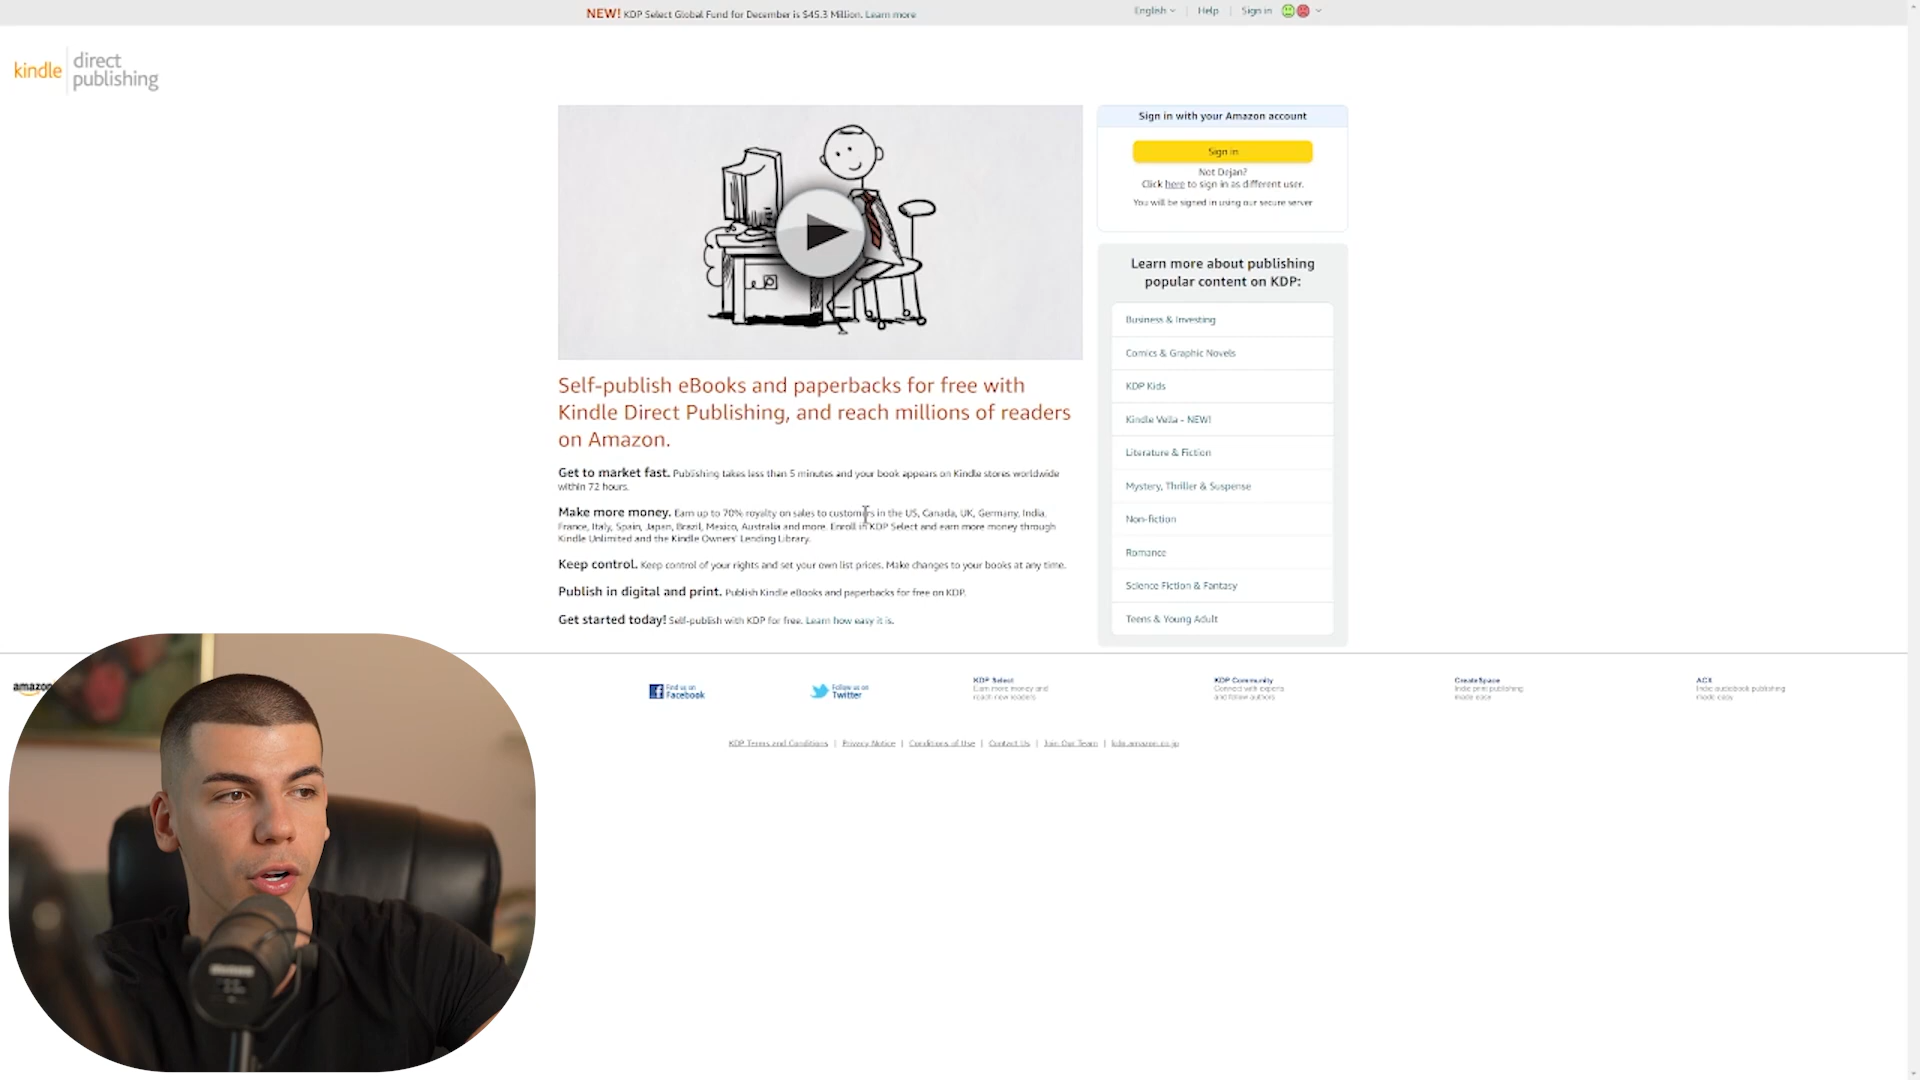 NEW! KDP Select Global Fund for December is $45.3 Million. Learn more
English
Help
Sign in
kindle
direct
publishing
Sign in with your Amazon account
Sign in
Not Dejan?
Click here to sign in as different user.
You will be signed in using our secure server
Learn more about publishing
popular content on KDP:
Business & Investing
Comics & Graphic Novels
KDP Kids
Kindle Vella - NEW!
Literature & Fiction
Mystery, Thriller & Suspense
Non-fiction
Romance
Science Fiction & Fantasy
Teens & Young Adult
Self-publish eBooks and paperbacks for free with
Kindle Direct Publishing, and reach millions of readers
on Amazon.
Get to market fast. Publishing takes less than 5 minutes and your book appears on Kindle stores worldwide
within 72 hours.
Make more money. Earn up to 70% royalty on sales to customers in the US, Canada, UK, Germany, India,
France, Italy, Spain, Japan, Brazil, Mexico, Australia and more. Enroll in KDP Select and earn more money through
Kindle Unlimited and the Kindle Owners' Lending Library.
Keep control. Keep control of your rights and set your own list prices. Make changes to your books at any time.
Publish in digital and print. Publish Kindle eBooks and paperbacks for free on KDP.
Get started today! Self-publish with KDP for free. Learn how easy it is.
amazon
Find us on
Facebook
Follow us on
Twitter
KDP Select
Earn more money and
reach new readers
KDP Community
Connect with experts
and fellow authors
CreateSpace
Indie print publishing
made easy
ACX
Indie audiobook publishing
made easy
KDP Terms and Conditions | Privacy Notice | Conditions of Use | Contact Us | Join Our Team | kdp.amazon.co.jp